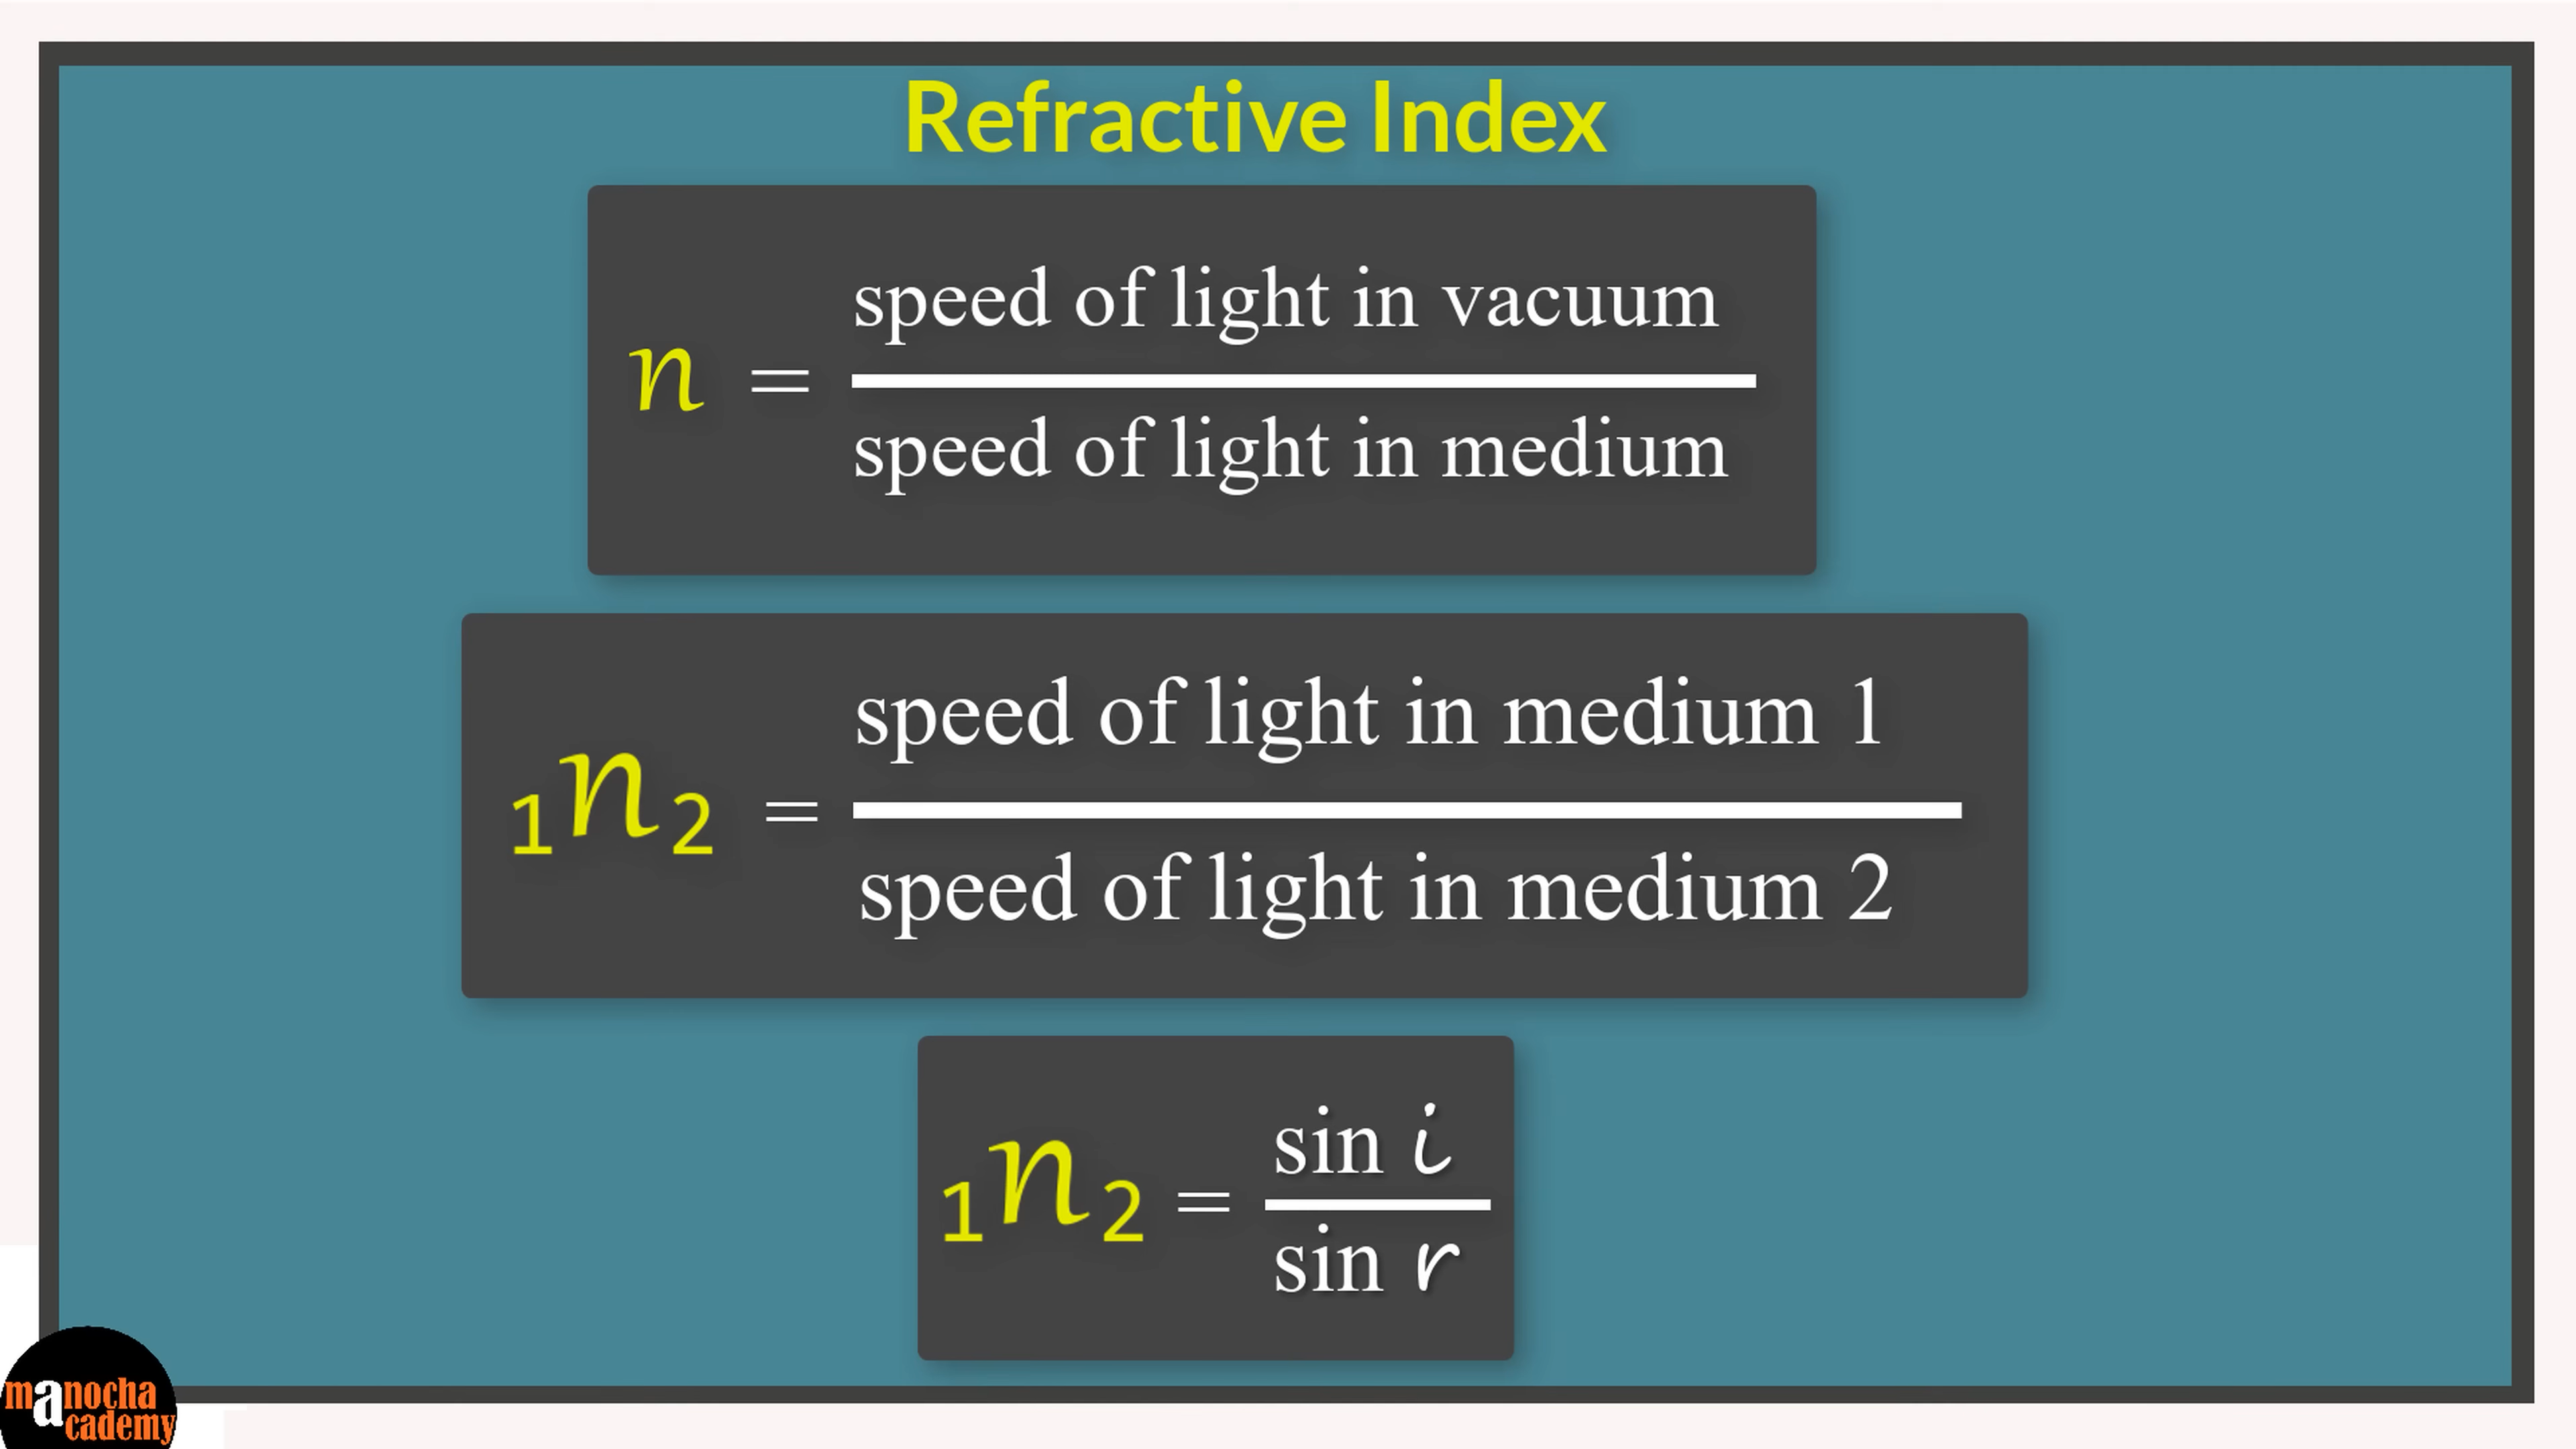 Refractive Index
n = speed of light in vacuum
speed of light in medium
₁n₂ = speed of light in medium 1
speed of light in medium 2
₁n₂ = sin i
sin r
manocha
academy